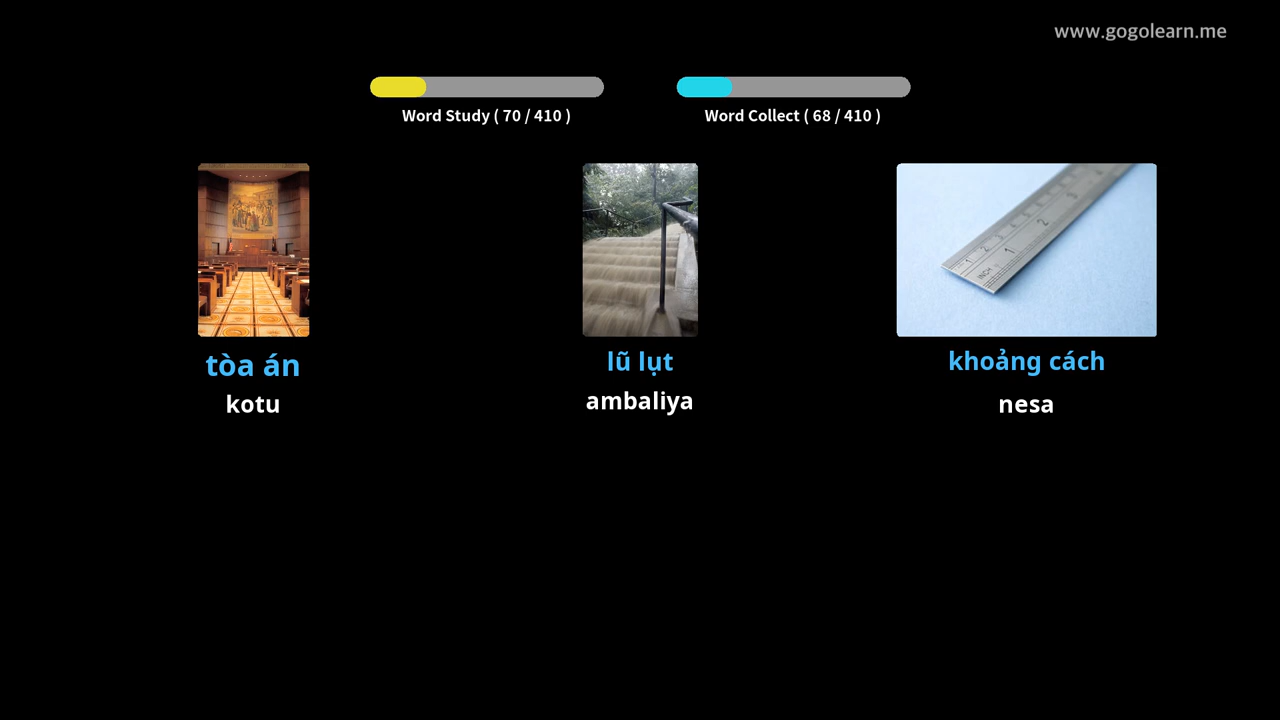 www.gogolearn.me
Word Study ( 70 / 410 )
Word Collect ( 68 / 410 )
tòa án
kotu
lũ lụt
ambaliya
khoảng cách
nesa